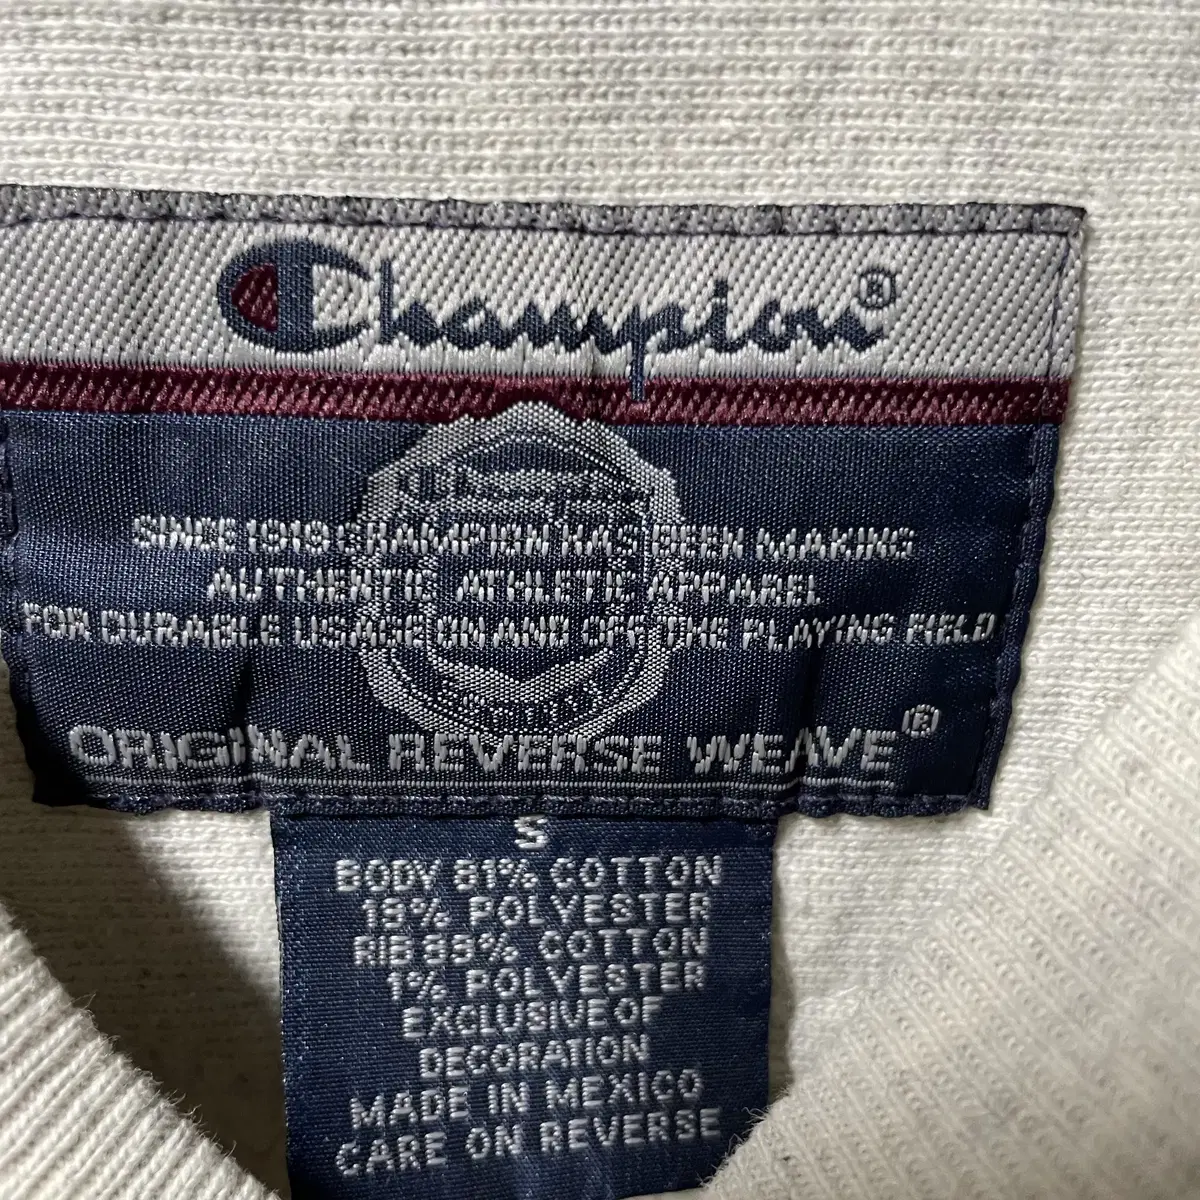 Champion®
Champion
SINCE 1919 CHAMPION HAS BEEN MAKING
AUTHENTIC ATHLETIC APPAREL
FOR DURABLE USAGE ON AND OFF THE PLAYING FIELD
ORIGINAL REVERSE WEAVE®
S
BODY 81% COTTON
19% POLYESTER
RIB 99% COTTON
1% POLYESTER
EXCLUSIVE OF
DECORATION
MADE IN MEXICO
CARE ON REVERSE